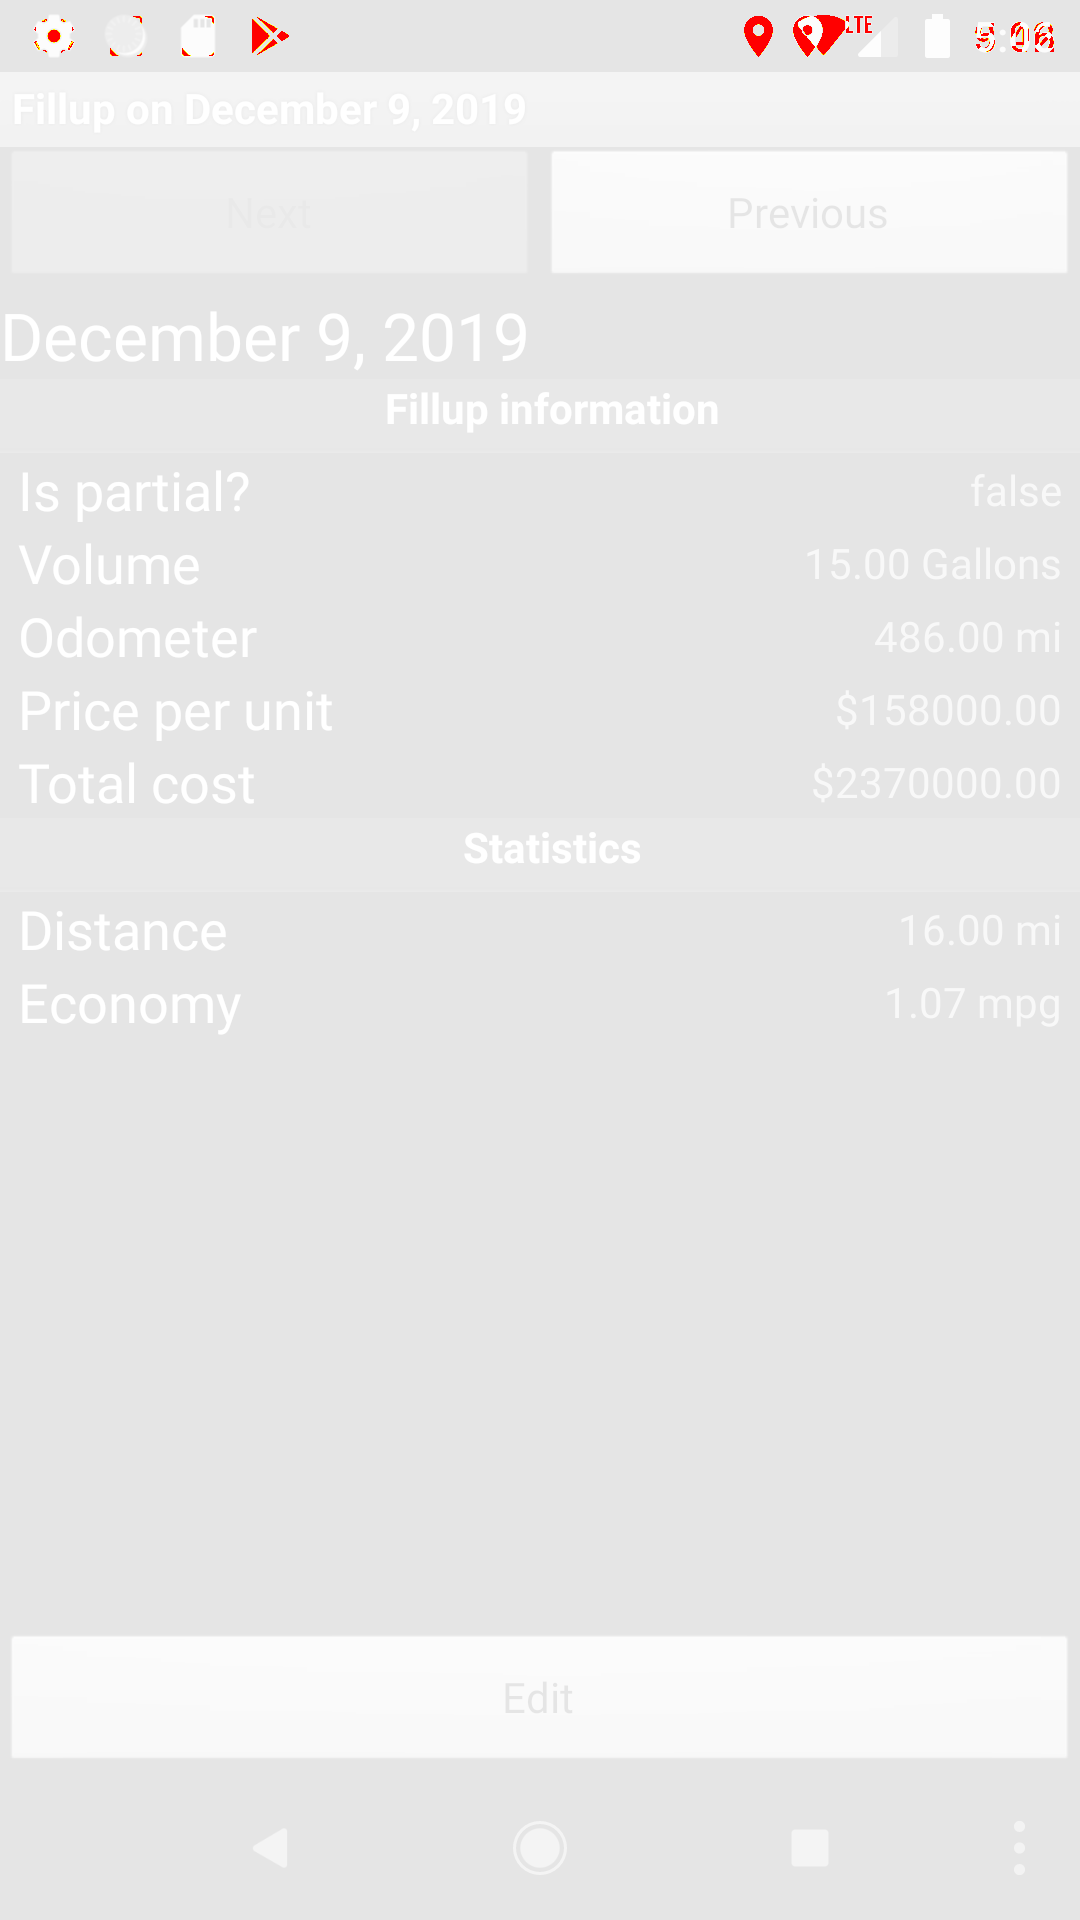 LTE
Fillup on December 9, 2019
Next Previous
December 9, 2019
Fillup information
Is partial? false
Volume 15.00 Gallons
Odometer 486.00 mi
Price per unit $158000.00
Total cost $2370000.00
Statistics
Distance 16.00 mi
Economy 1.07 mpg
Edit